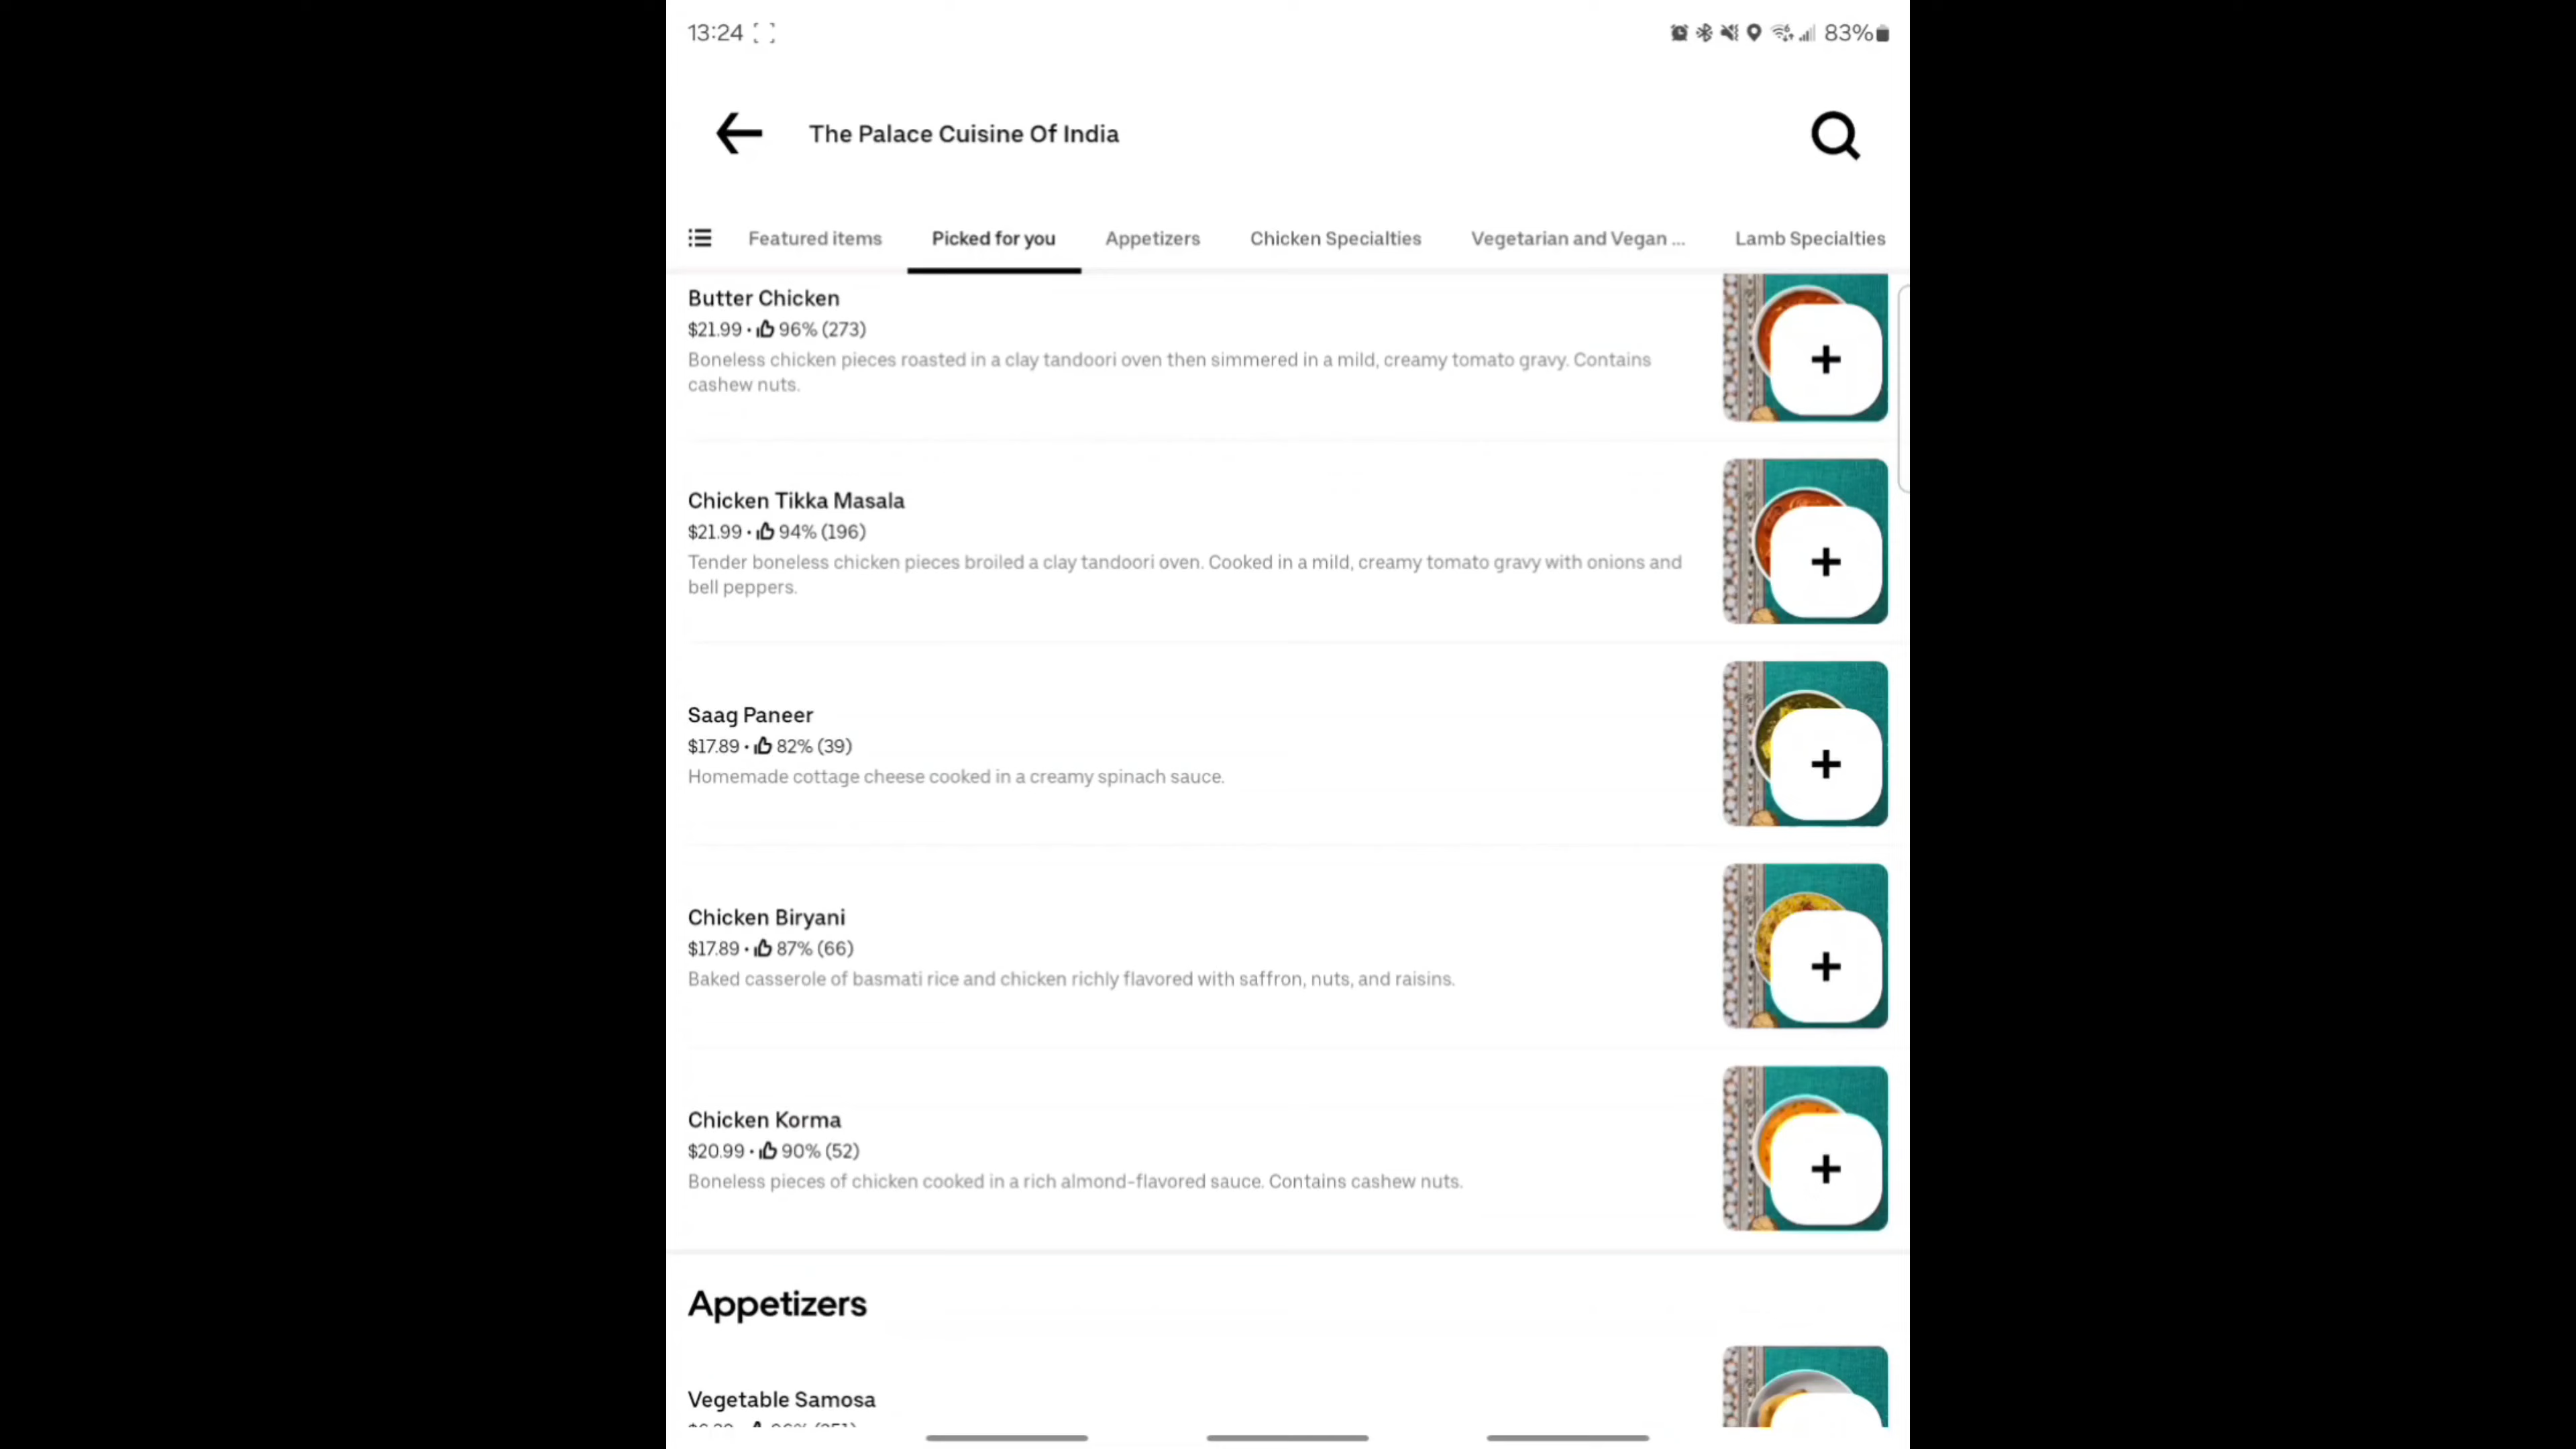 13:24
83%
The Palace Cuisine Of India
Featured items
Picked for you
Appetizers
Chicken Specialties
Vegetarian and Vegan ...
Lamb Specialties
Butter Chicken
$21.99 • 96% (273)
Boneless chicken pieces roasted in a clay tandoori oven then simmered in a mild, creamy tomato gravy. Contains
cashew nuts.
Chicken Tikka Masala
$21.99 • 94% (196)
Tender boneless chicken pieces broiled a clay tandoori oven. Cooked in a mild, creamy tomato gravy with onions and
bell peppers.
Saag Paneer
$17.89 • 82% (39)
Homemade cottage cheese cooked in a creamy spinach sauce.
Chicken Biryani
$17.89 • 87% (66)
Baked casserole of basmati rice and chicken richly flavored with saffron, nuts, and raisins.
Chicken Korma
$20.99 • 90% (52)
Boneless pieces of chicken cooked in a rich almond-flavored sauce. Contains cashew nuts.
Appetizers
Vegetable Samosa